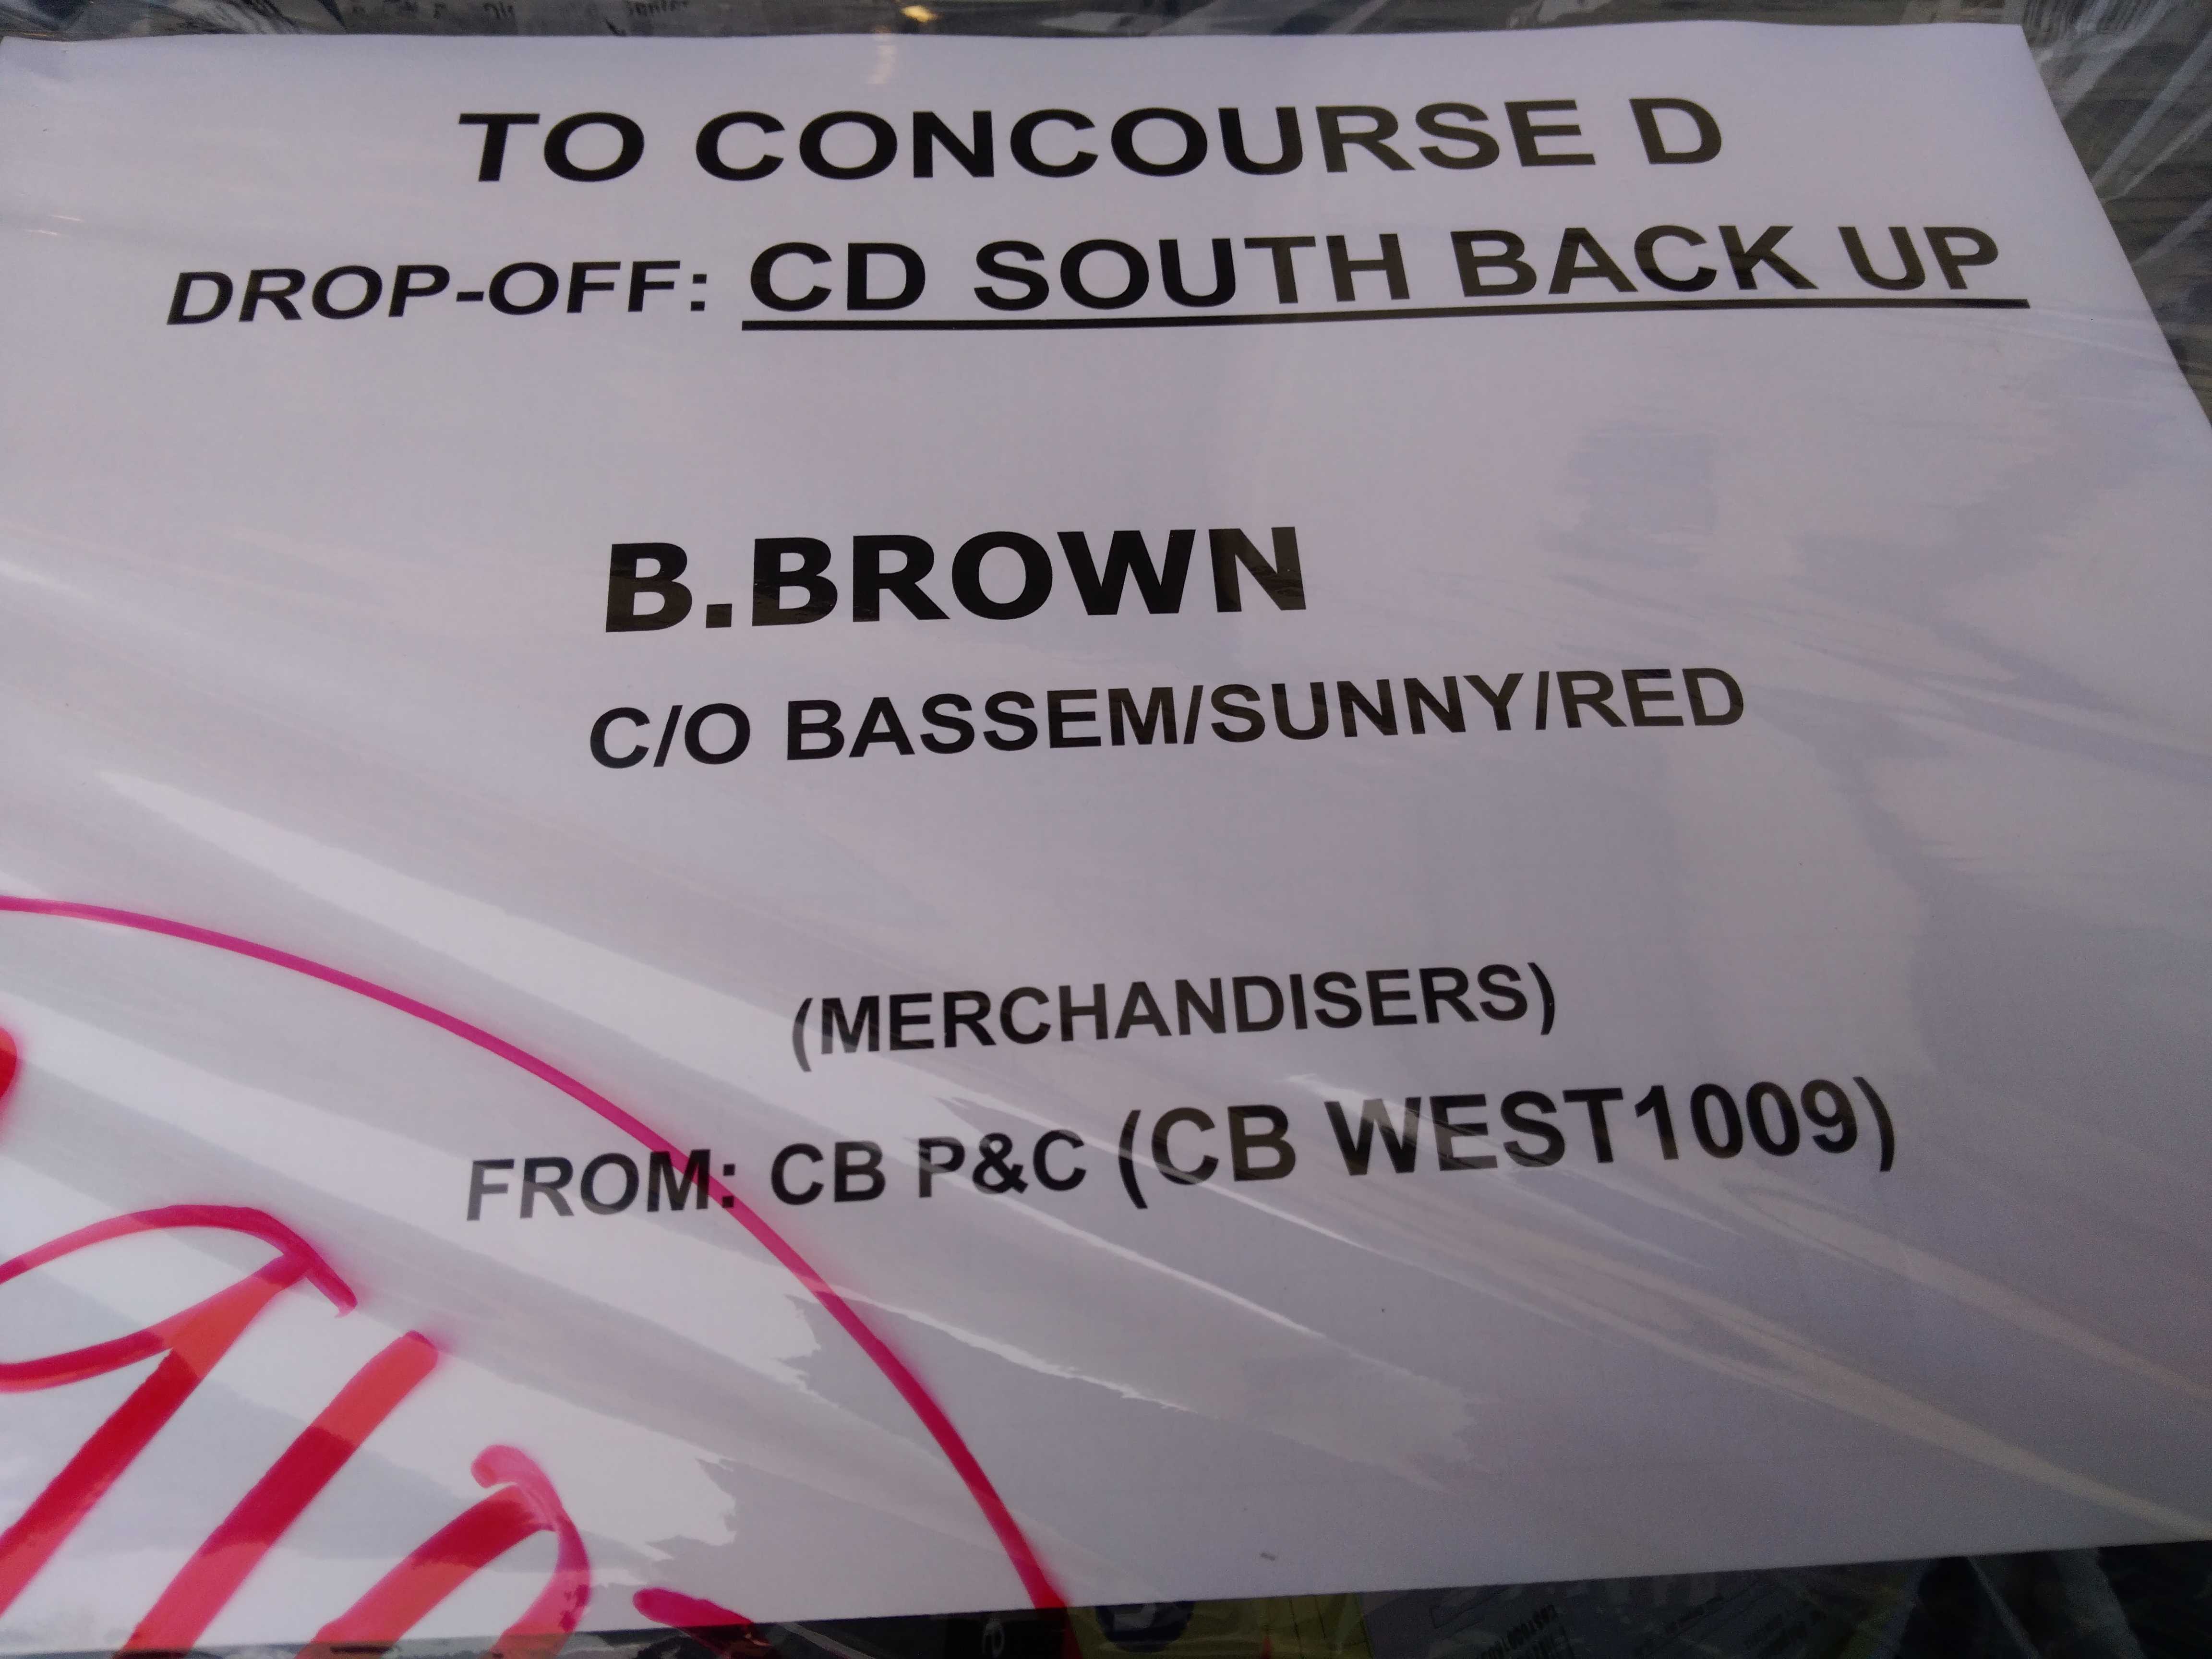 TO CONCOURSE D
DROP-OFF: CD SOUTH BACK UP
B.BROWN
C/O BASSEM/SUNNY/RED
(MERCHANDISERS)
FROM: CB P&C (CB WEST1009)